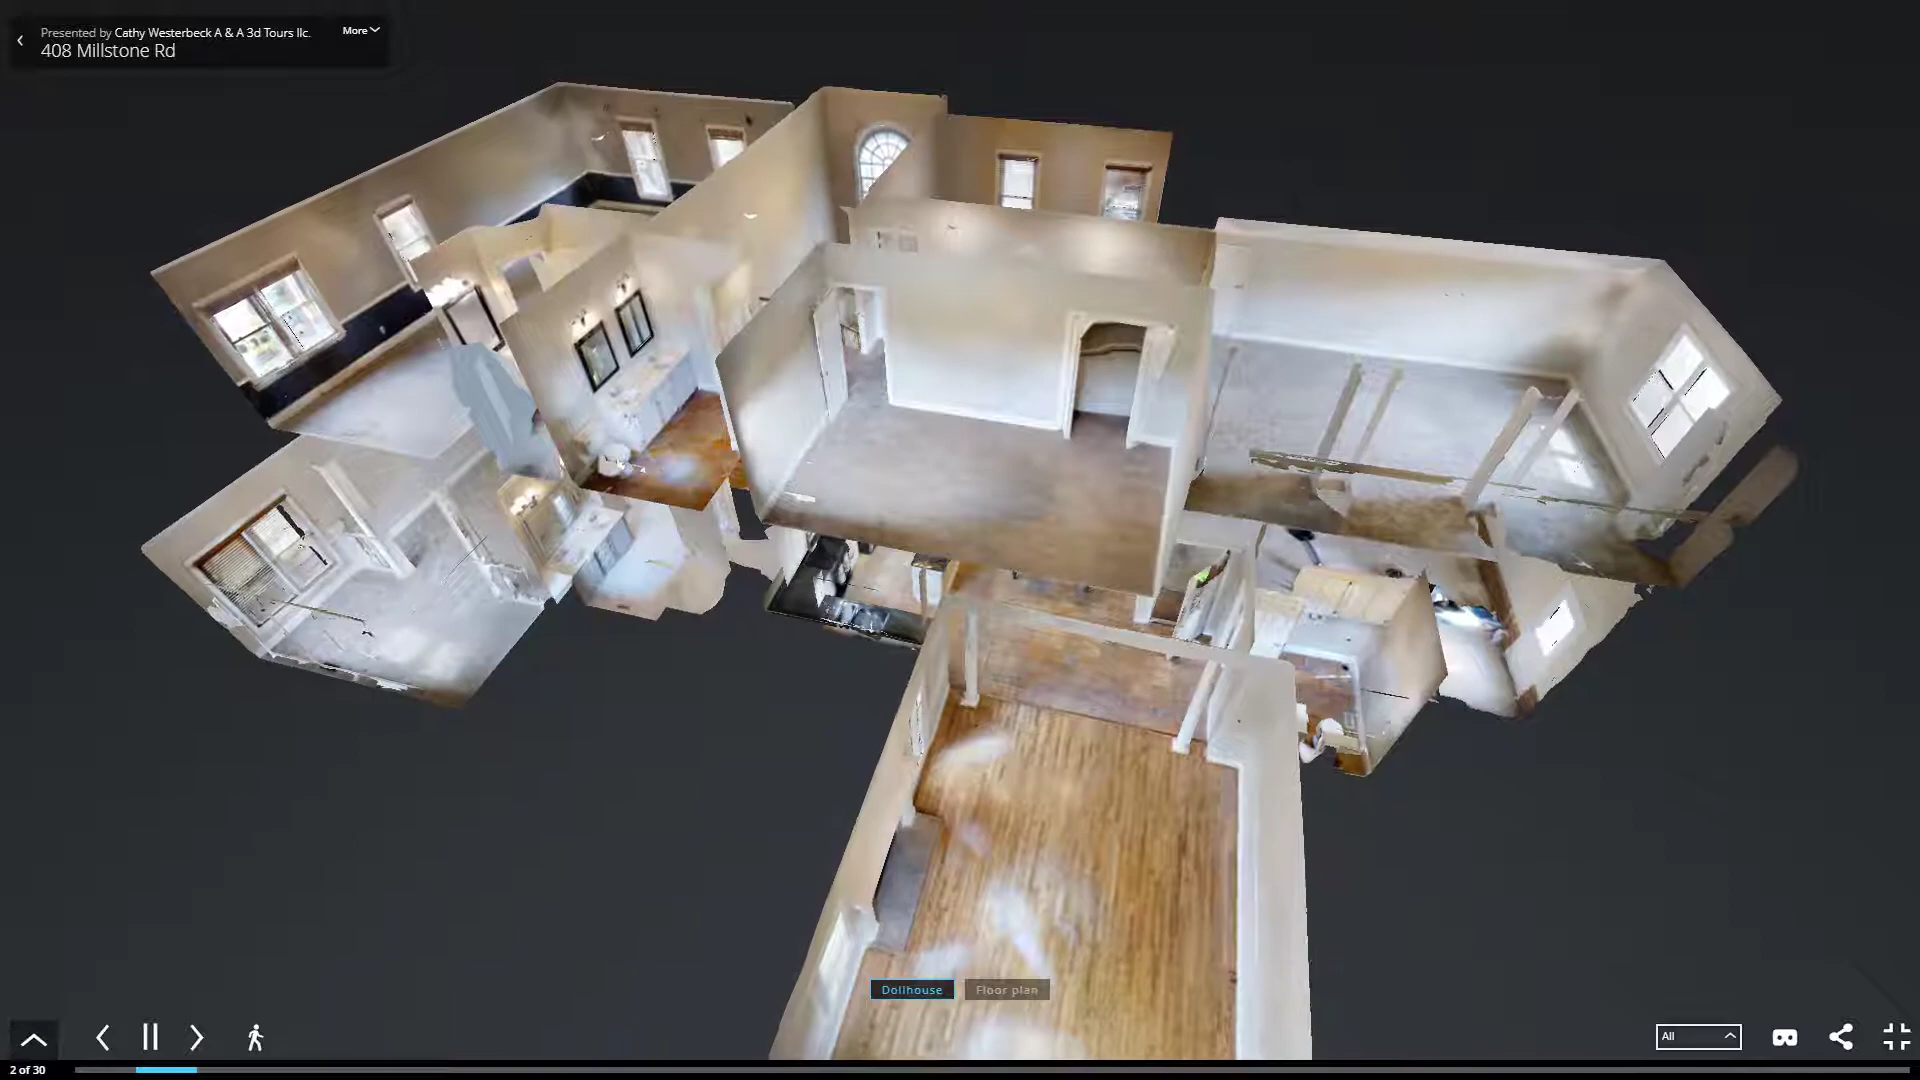 Presented by Cathy Westerbeck A & A 3d Tours llc.
More
408 Millstone Rd
Dollhouse
Floor plan
All
2 of 30